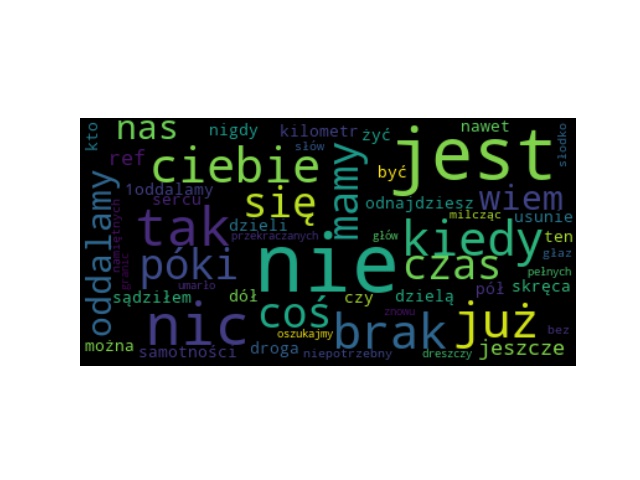 kto nas nigdy kilometr żyć nawet słodko
ref ciebie słów mamy być jest
1oddalamy sercu się odnajdziesz wiem
oddalamy namiętnych tak dzieli przekraczanych milcząc usunie
granic póki nie głów kiedy ten
czas głaz
umarło pełnych
sądziłem dół coś czy dzielą pół skręca
nic oszukajmy brak znowu już bez
można samotności droga niepotrzebny dreszczy jeszcze